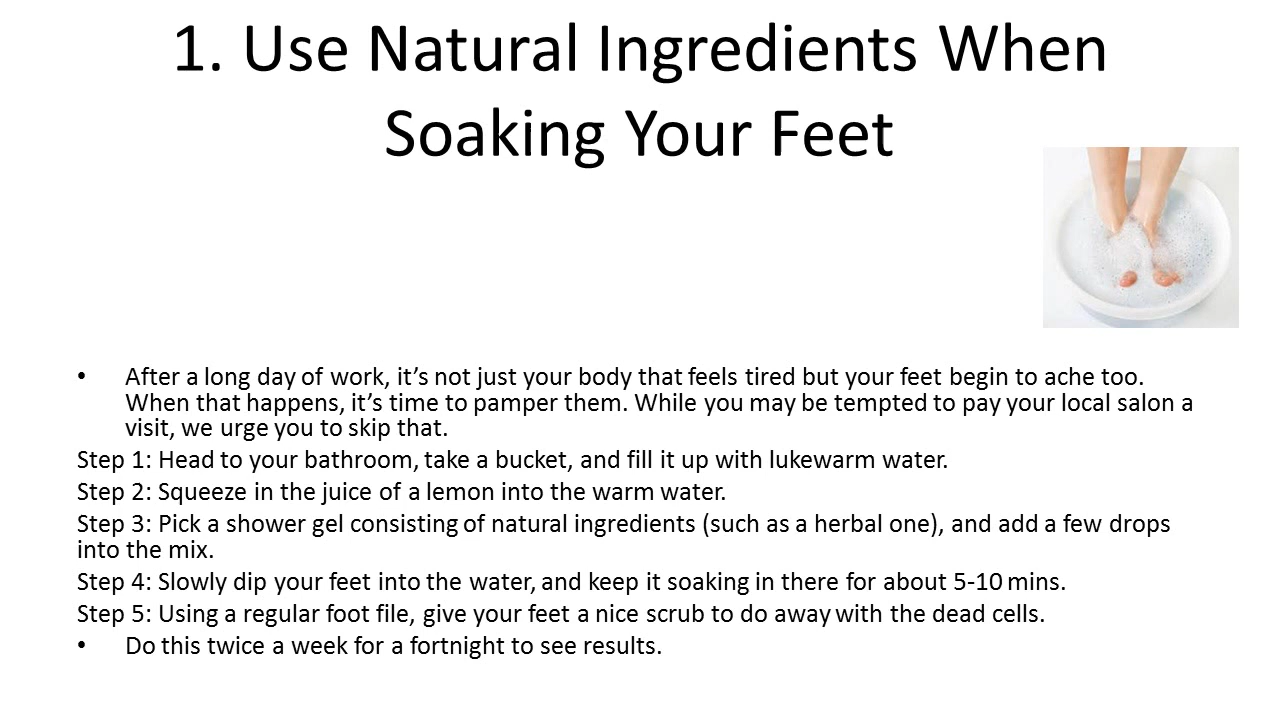 1. Use Natural Ingredients When
Soaking Your Feet
• After a long day of work, it’s not just your body that feels tired but your feet begin to ache too.
When that happens, it’s time to pamper them. While you may be tempted to pay your local salon a
visit, we urge you to skip that.
Step 1: Head to your bathroom, take a bucket, and fill it up with lukewarm water.
Step 2: Squeeze in the juice of a lemon into the warm water.
Step 3: Pick a shower gel consisting of natural ingredients (such as a herbal one), and add a few drops
into the mix.
Step 4: Slowly dip your feet into the water, and keep it soaking in there for about 5-10 mins.
Step 5: Using a regular foot file, give your feet a nice scrub to do away with the dead cells.
• Do this twice a week for a fortnight to see results.